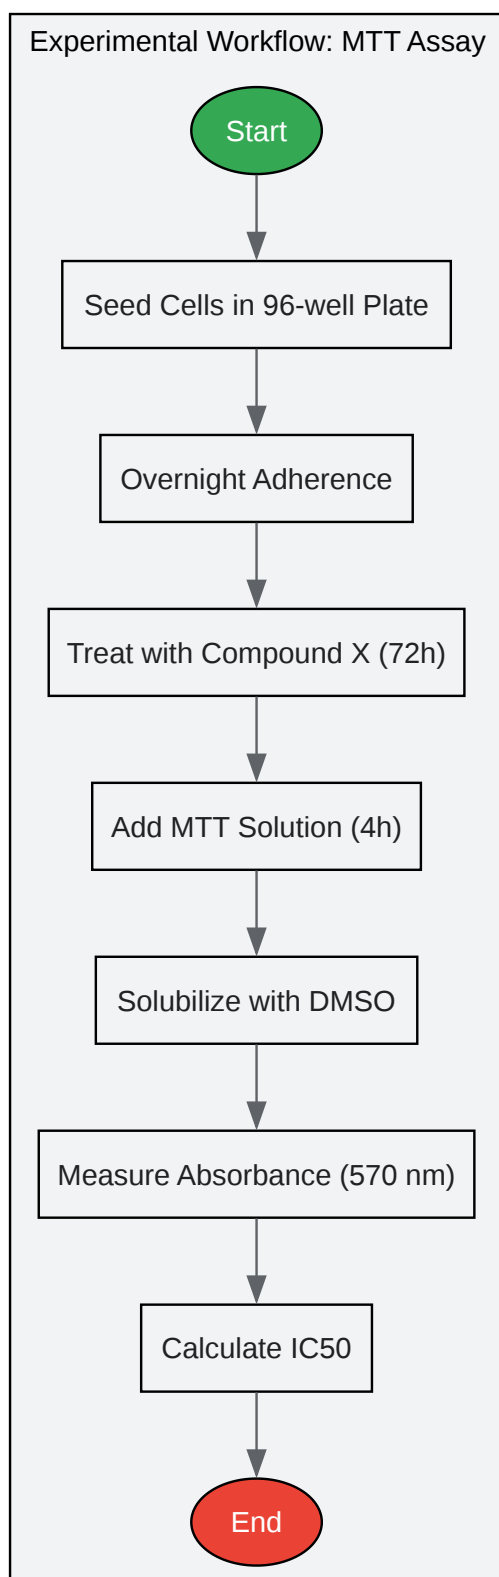 Experimental Workflow: MTT Assay
Start
Seed Cells in 96-well Plate
Overnight Adherence
Treat with Compound X (72h)
Add MTT Solution (4h)
Solubilize with DMSO
Measure Absorbance (570 nm)
Calculate IC50
End